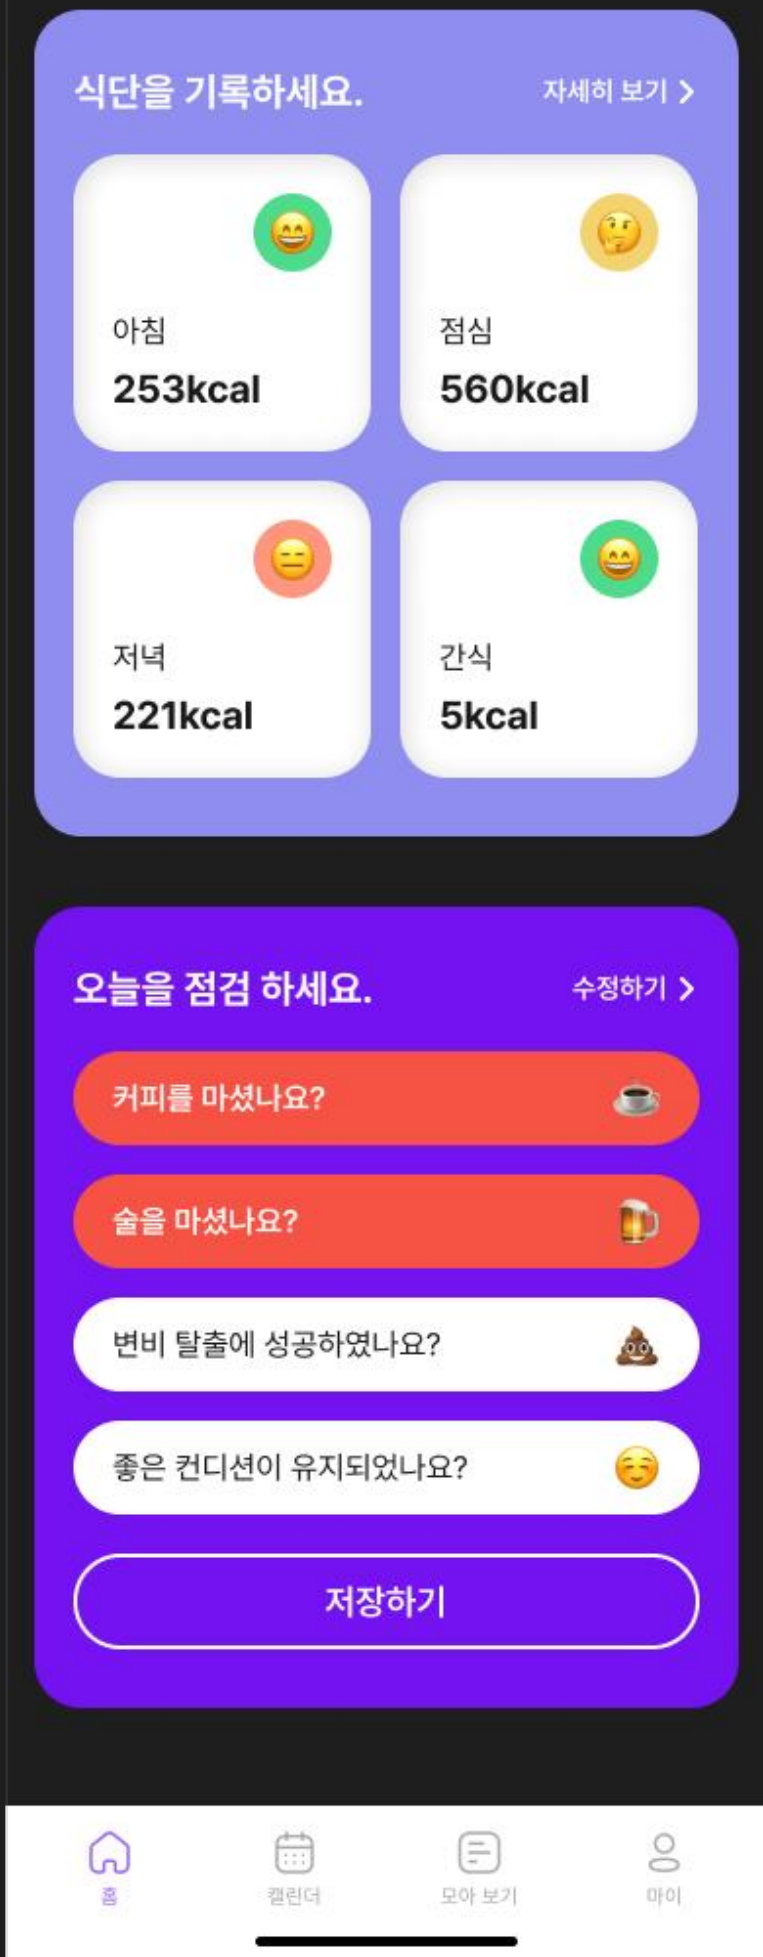 식단을 기록하세요.
자세히 보기
아침
253kcal
점심
560kcal
저녁
221kcal
간식
5kcal
오늘을 점검 하세요.
수정하기
커피를 마셨나요?
술을 마셨나요?
변비 탈출에 성공하였나요?
좋은 컨디션이 유지되었나요?
저장하기
홈
캘린더
모아 보기
마이